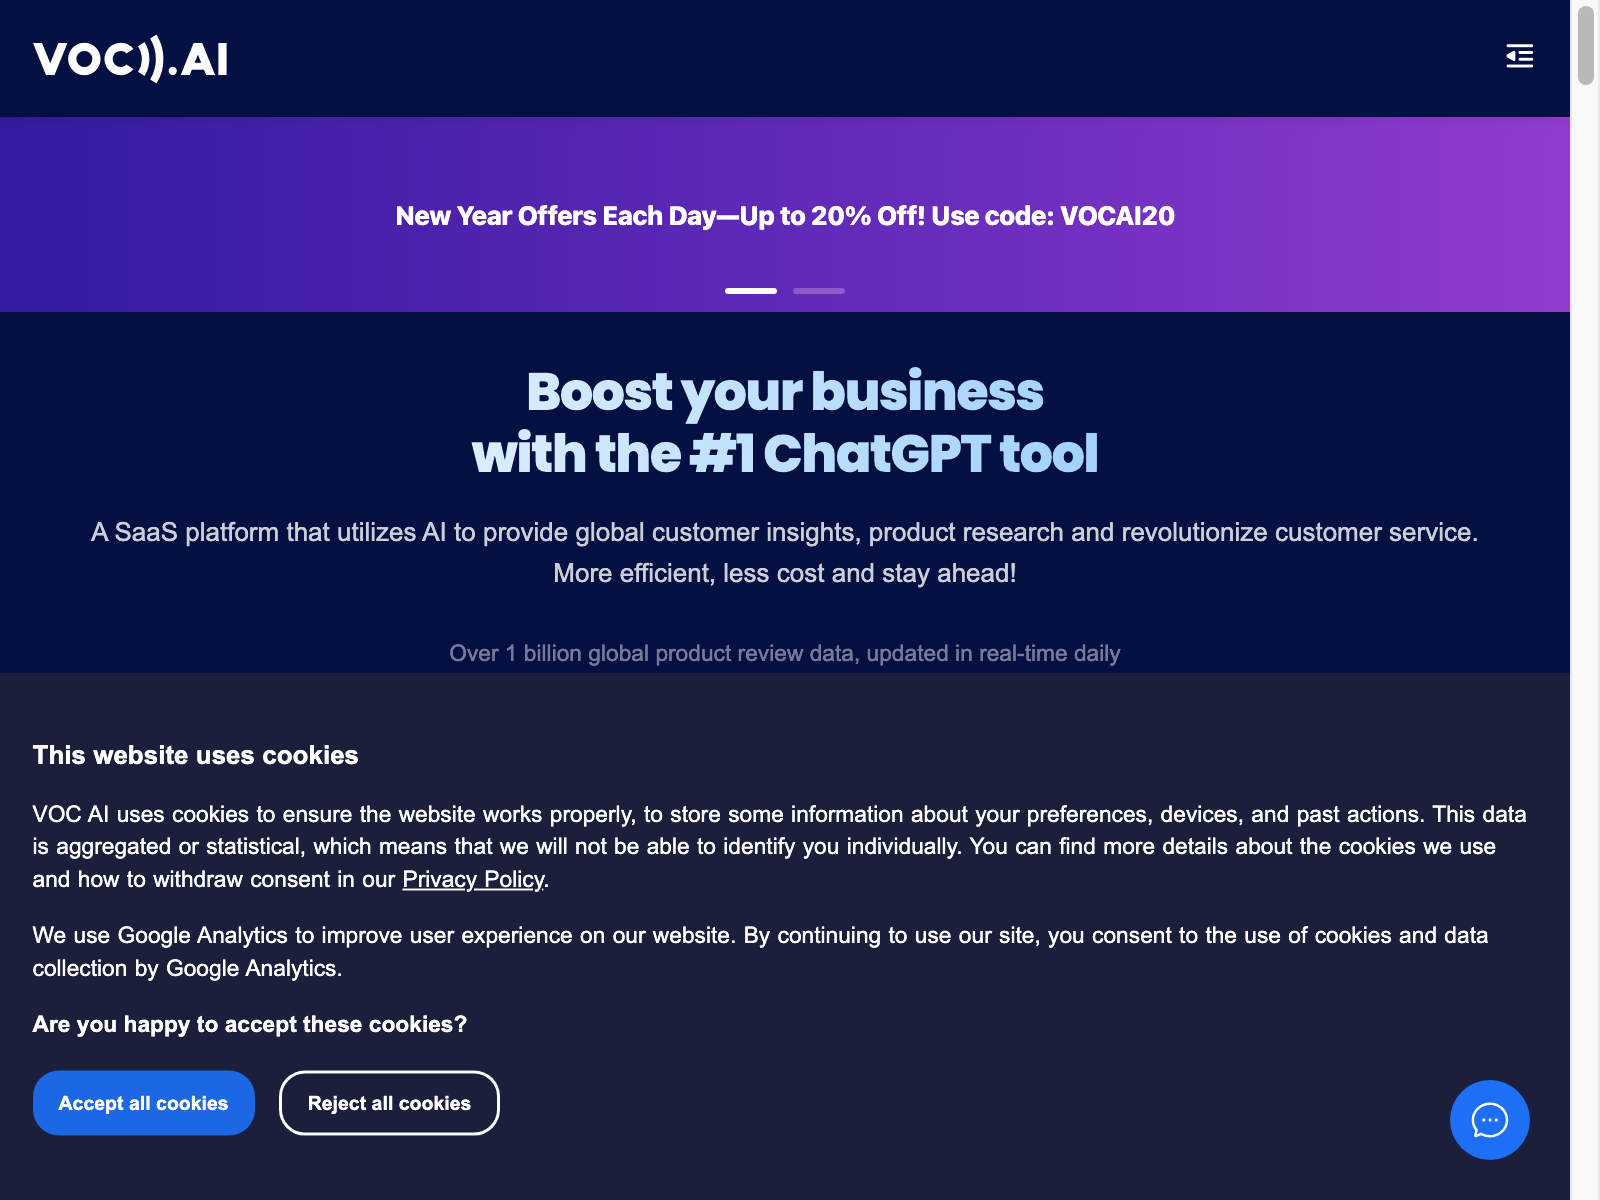 VOC.AI
New Year Offers Each Day—Up to 20% Off! Use code: VOCAI20
Boost your business
with the #1 ChatGPT tool
A SaaS platform that utilizes AI to provide global customer insights, product research and revolutionize customer service.
More efficient, less cost and stay ahead!
Over 1 billion global product review data, updated in real-time daily
This website uses cookies
VOC AI uses cookies to ensure the website works properly, to store some information about your preferences, devices, and past actions. This data
is aggregated or statistical, which means that we will not be able to identify you individually. You can find more details about the cookies we use
and how to withdraw consent in our Privacy Policy.
We use Google Analytics to improve user experience on our website. By continuing to use our site, you consent to the use of cookies and data
collection by Google Analytics.
Are you happy to accept these cookies?
Accept all cookies
Reject all cookies